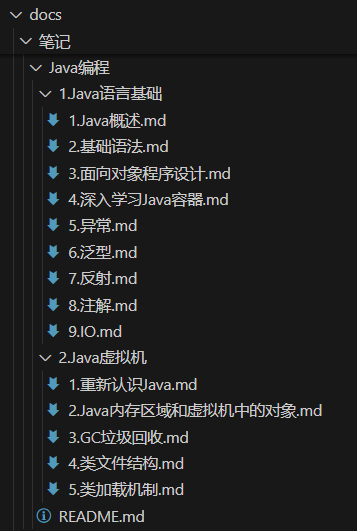 docs
笔记
Java编程
1.Java语言基础
1.Java概述.md
2.基础语法.md
3.面向对象程序设计.md
4.深入学习Java容器.md
5.异常.md
6.泛型.md
7.反射.md
8.注解.md
9.IO.md
2.Java虚拟机
1.重新认识Java.md
2.Java内存区域和虚拟机中的对象.md
3.GC垃圾回收.md
4.类文件结构.md
5.类加载机制.md
README.md